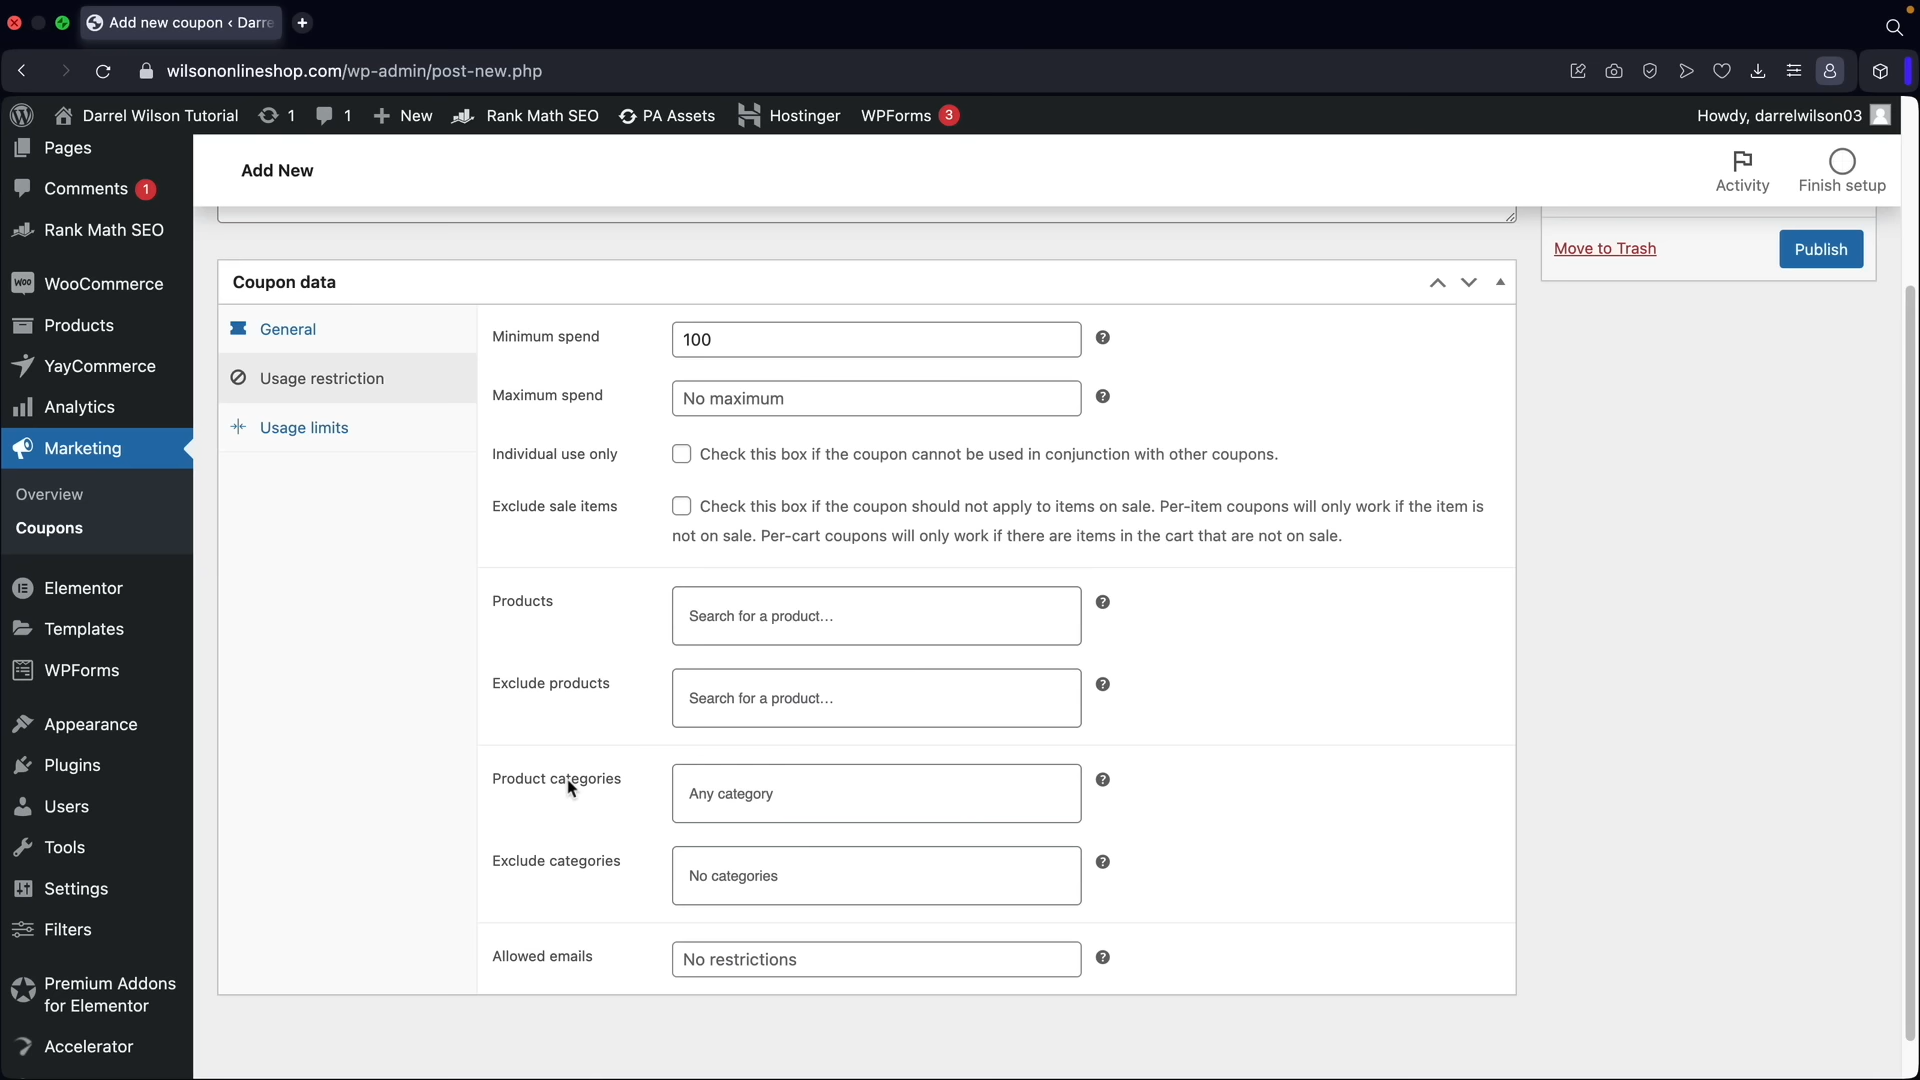 Add new coupon < Darre
wilsononlineshop.com/wp-admin/post-new.php
Darrel Wilson Tutorial
1
1
New
Rank Math SEO
PA Assets
Hostinger
WPForms 3
Howdy, darrelwilson03
Pages
Comments 1
Rank Math SEO
WooCommerce
Products
YayCommerce
Analytics
Marketing
Overview
Coupons
Elementor
Templates
WPForms
Appearance
Plugins
Users
Tools
Settings
Filters
Premium Addons
for Elementor
Accelerator
Add New
Activity
Finish setup
Move to Trash
Publish
Coupon data
General
Usage restriction
Usage limits
Minimum spend
100
Maximum spend
No maximum
Individual use only
Check this box if the coupon cannot be used in conjunction with other coupons.
Exclude sale items
Check this box if the coupon should not apply to items on sale. Per-item coupons will only work if the item is
not on sale. Per-cart coupons will only work if there are items in the cart that are not on sale.
Products
Search for a product…
Exclude products
Search for a product…
Product categories
Any category
Exclude categories
No categories
Allowed emails
No restrictions